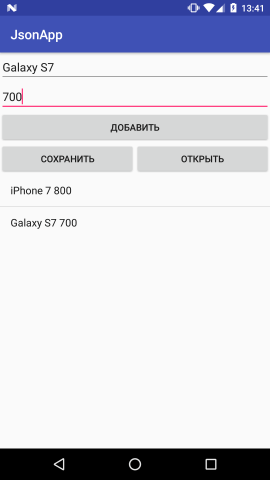 13:41
JsonApp
Galaxy S7
700
ДОБАВИТЬ
СОХРАНИТЬ ОТКРЫТЬ
iPhone 7 800
Galaxy S7 700